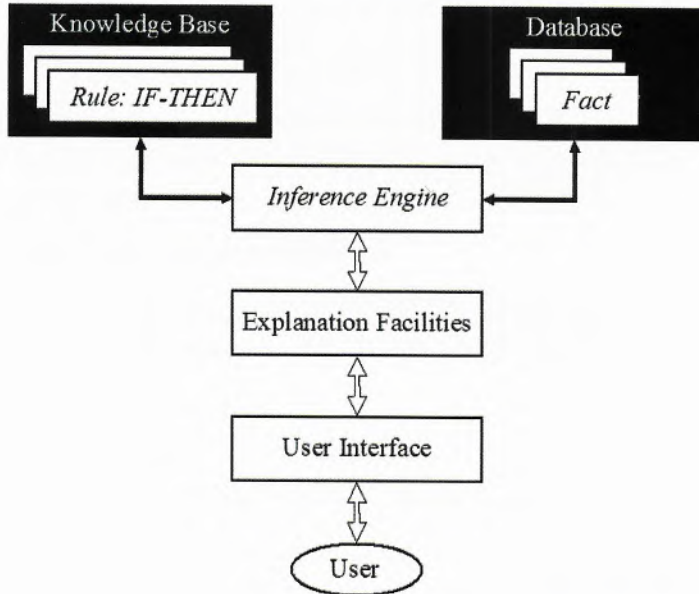 Knowledge Base
Rule: IF-THEN
Database
Fact
Inference Engine
Explanation Facilities
User Interface
User